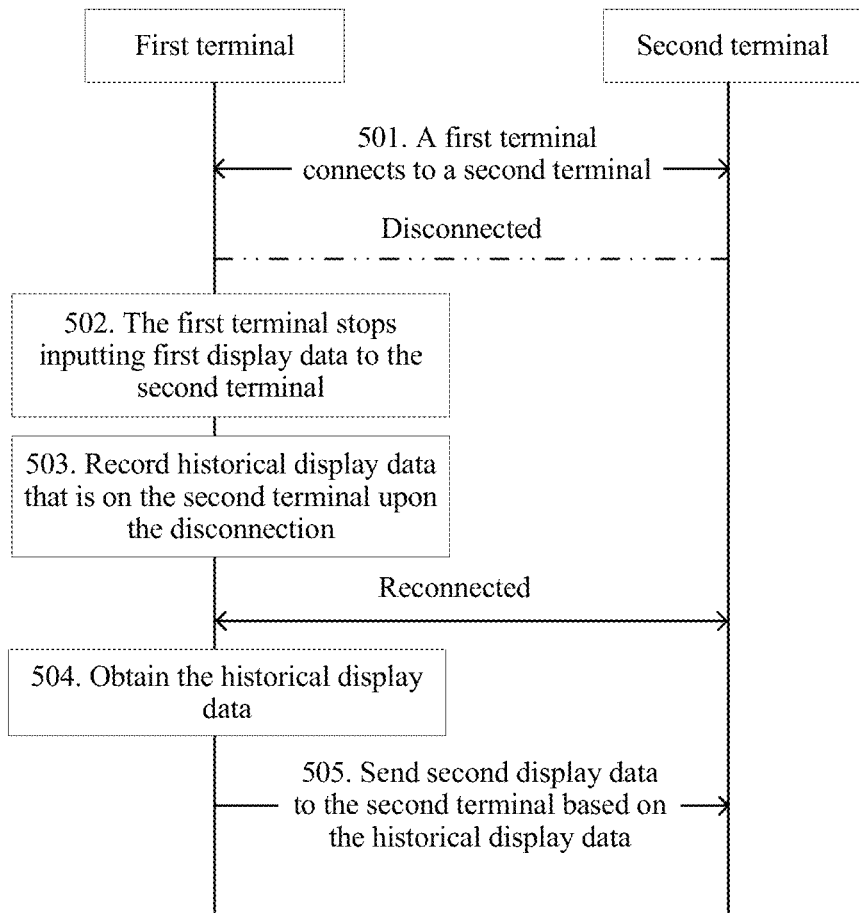 First terminal
Second terminal
501. A first terminal
connects to a second terminal
Disconnected
502. The first terminal stops
inputting first display data to the
second terminal
503. Record historical display data
that is on the second terminal upon
the disconnection
Reconnected
504. Obtain the historical display
data
505. Send second display data
to the second terminal based on
the historical display data